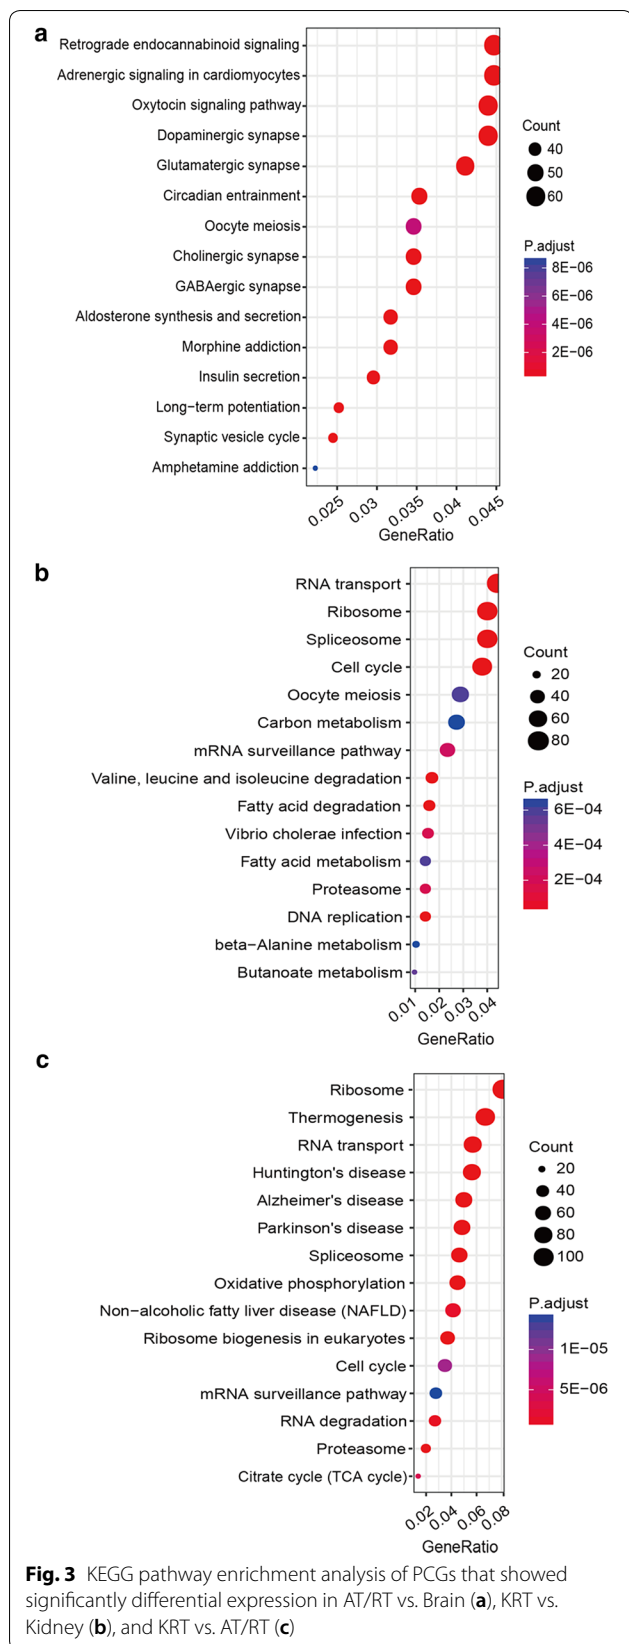 a
Retrograde endocannabinoid signaling
Adrenergic signaling in cardiomyocytes
Oxytocin signaling pathway
Dopaminergic synapse
Glutamatergic synapse
Circadian entrainment
Oocyte meiosis
Cholinergic synapse
GABAergic synapse
Aldosterone synthesis and secretion
Morphine addiction
Insulin secretion
Long−term potentiation
Synaptic vesicle cycle
Amphetamine addiction
0.025 0.03 0.035 0.04 0.045
GeneRatio
Count
40
50
60
P.adjust
8E−06
6E−06
4E−06
2E−06
b
RNA transport
Ribosome
Spliceosome
Cell cycle
Oocyte meiosis
Carbon metabolism
mRNA surveillance pathway
Valine, leucine and isoleucine degradation
Fatty acid degradation
Vibrio cholerae infection
Fatty acid metabolism
Proteasome
DNA replication
beta−Alanine metabolism
Butanoate metabolism
0.01 0.02 0.03 0.04
GeneRatio
Count
20
40
60
80
P.adjust
6E−04
4E−04
2E−04
c
Ribosome
Thermogenesis
RNA transport
Huntington's disease
Alzheimer's disease
Parkinson's disease
Spliceosome
Oxidative phosphorylation
Non−alcoholic fatty liver disease (NAFLD)
Ribosome biogenesis in eukaryotes
Cell cycle
mRNA surveillance pathway
RNA degradation
Proteasome
Citrate cycle (TCA cycle)
0.02 0.04 0.06 0.08
GeneRatio
Count
20
40
60
80
100
P.adjust
1E−05
5E−06
Fig. 3 KEGG pathway enrichment analysis of PCGs that showed
significantly differential expression in AT/RT vs. Brain (a), KRT vs.
Kidney (b), and KRT vs. AT/RT (c)